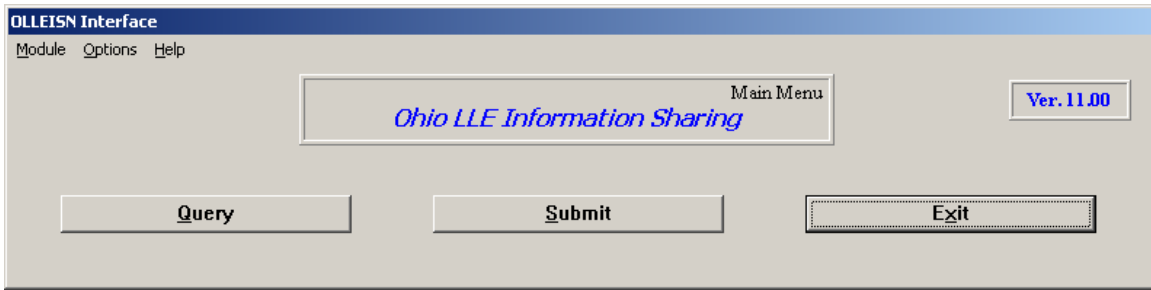 OLLEISN Interface
Module Options Help
Main Menu
Ohio LLE Information Sharing
Ver. 11.00
Query Submit Exit